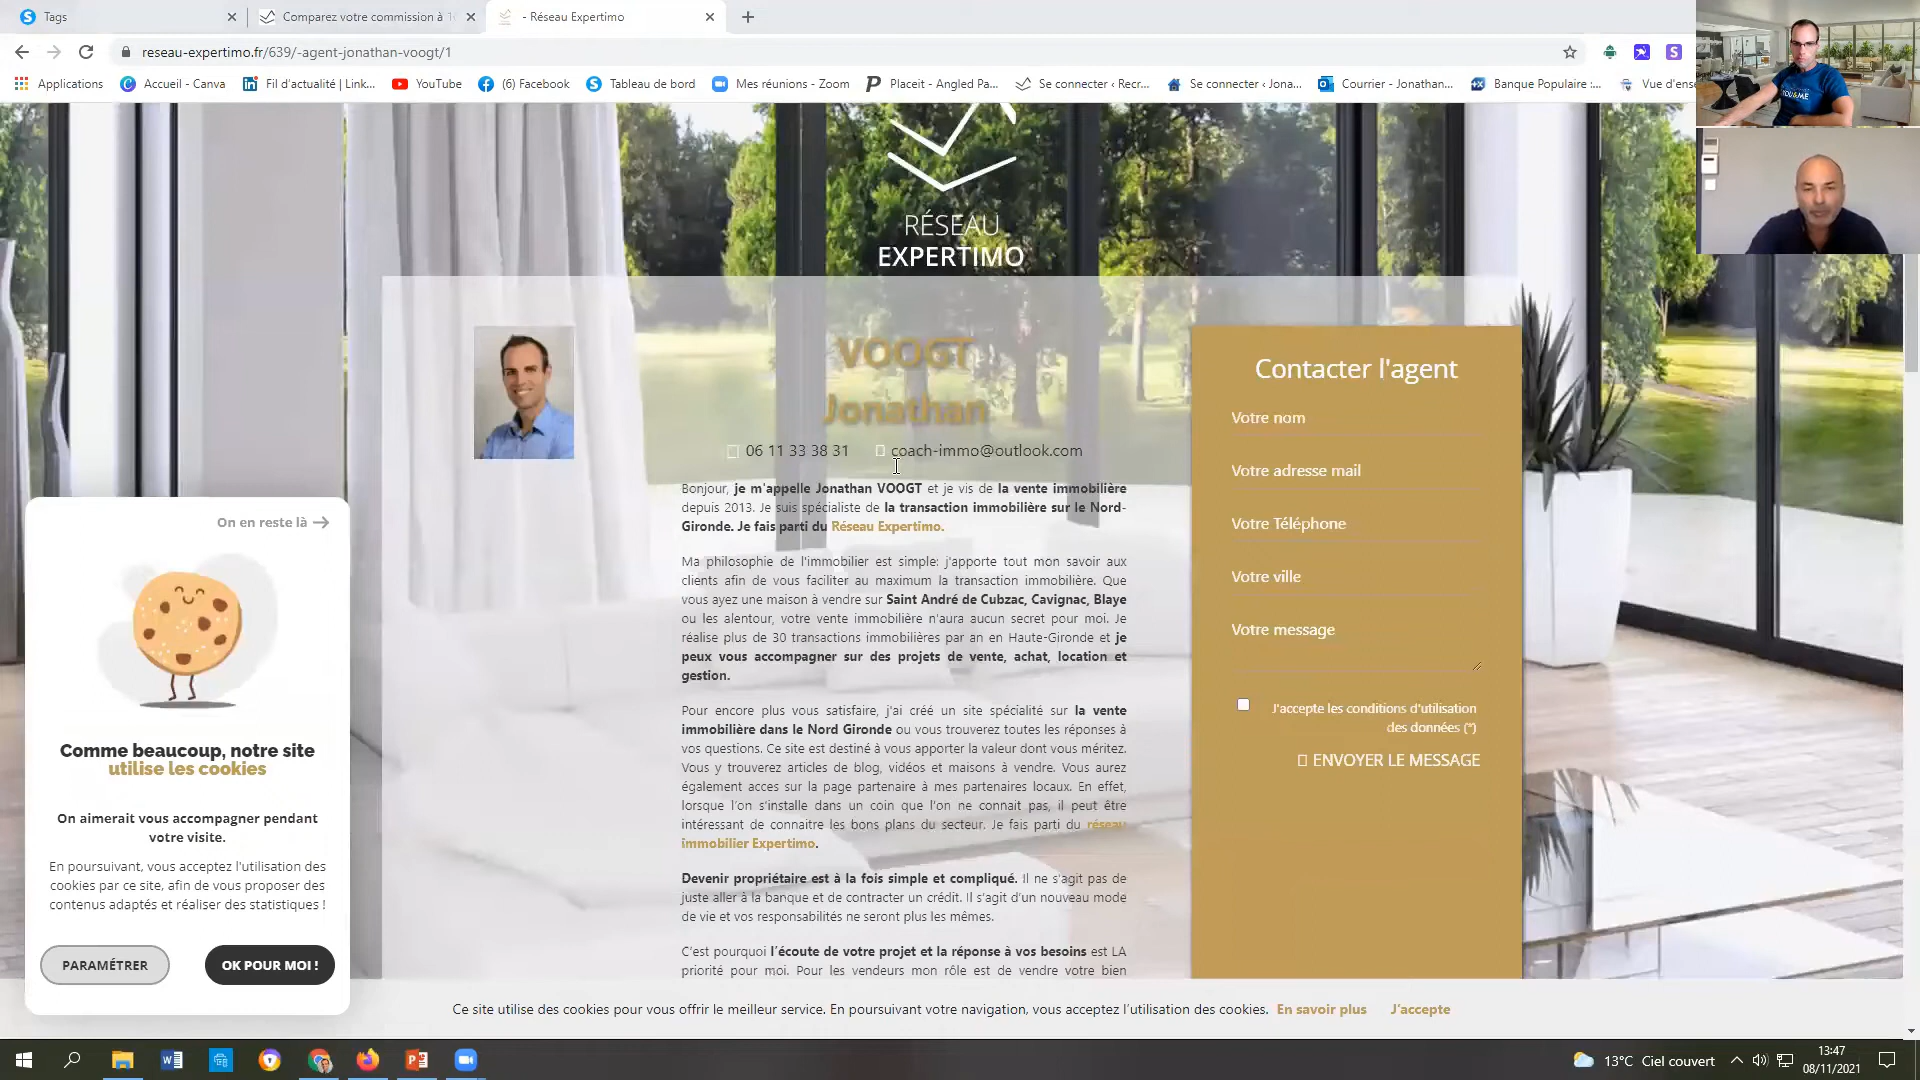 Tags
Comparez votre commission à
- Réseau Expertimo
reseau-expertimo.fr/639/-agent-jonathan-voogt/1
Applications
Accueil - Canva
Fil d'actualité | Link...
YouTube
(6) Facebook
Tableau de bord
Mes réunions - Zoom
Placeit - Angled Pa...
Se connecter ‹ Recr...
Se connecter ‹ Jona...
Courrier - Jonathan...
Banque Populaire :...
Vue d'ens
RÉSEAU
EXPERTIMO
VOOGT
Jonathan
06 11 33 38 31
coach-immo@outlook.com
Bonjour, je m'appelle Jonathan VOOGT et je vis de la vente immobilière
depuis 2013. Je suis spécialiste de la transaction immobilière sur le Nord-
Gironde. Je fais parti du Réseau Expertimo.
Ma philosophie de l'immobilier est simple: j'apporte tout mon savoir aux
clients afin de vous faciliter au maximum la transaction immobilière. Que
vous ayez une maison à vendre sur Saint André de Cubzac, Cavignac, Blaye
ou les alentour, votre vente immobilière n'aura aucun secret pour moi. Je
réalise plus de 30 transactions immobilières par an en Haute-Gironde et je
peux vous accompagner sur des projets de vente, achat, location et
gestion.
Pour encore plus vous satisfaire, j'ai créé un site spécialité sur la vente
immobilière dans le Nord Gironde ou vous trouverez toutes les réponses à
vos questions. Ce site est destiné à vous apporter la valeur dont vous méritez.
Vous y trouverez articles de blog, vidéos et maisons à vendre. Vous aurez
également acces sur la page partenaire à mes partenaires locaux. En effet,
lorsque l'on s'installe dans un coin que l'on ne connait pas, il peut être
intéressant de connaitre les bons plans du secteur. Je fais parti du réseau
immobilier Expertimo.
Devenir propriétaire est à la fois simple et compliqué. Il ne s'agit pas de
juste aller à la banque et de contracter un crédit. Il s'agit d'un nouveau mode
de vie et vos responsabilités ne seront plus les mêmes.
C'est pourquoi l'écoute de votre projet et la réponse à vos besoins est LA
priorité pour moi. Pour les vendeurs mon rôle est de vendre votre bien
Contacter l'agent
Votre nom
Votre adresse mail
Votre Téléphone
Votre ville
Votre message
J'accepte les conditions d'utilisation
des données (*)
ENVOYER LE MESSAGE
On en reste là
Comme beaucoup, notre site
utilise les cookies
On aimerait vous accompagner pendant
votre visite.
En poursuivant, vous acceptez l'utilisation des
cookies par ce site, afin de vous proposer des
contenus adaptés et réaliser des statistiques !
PARAMÉTRER
OK POUR MOI !
Ce site utilise des cookies pour vous offrir le meilleur service. En poursuivant votre navigation, vous acceptez l'utilisation des cookies. En savoir plus J'accepte
13°C Ciel couvert
13:47
08/11/2021